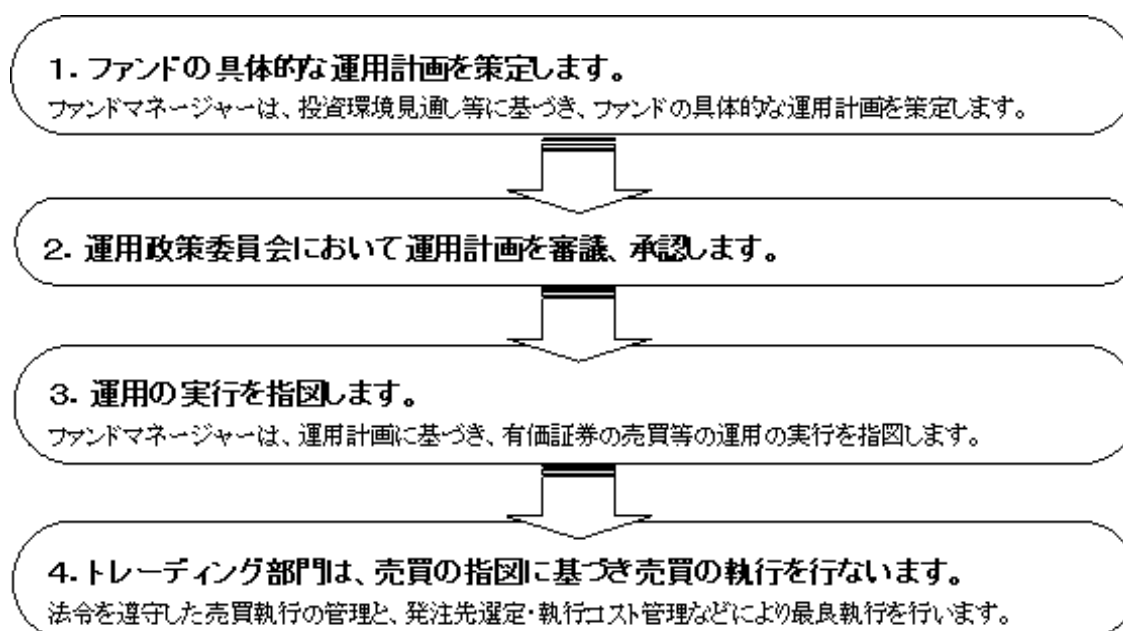 1. ファンドの具体的な運用計画を策定します。
ファンドマネージャーは、投資環境見通し等に基づき、ファンドの具体的な運用計画を策定します。
2. 運用政策委員会において運用計画を審議、承認します。
3. 運用の実行を指図します。
ファンドマネージャーは、運用計画に基づき、有価証券の売買等の運用の実行を指図します。
4. トレーディング部門は、売買の指図に基づき売買の執行を行ないます。
法令を遵守した売買執行の管理と、発注先選定・執行コスト管理などにより最良執行を行います。